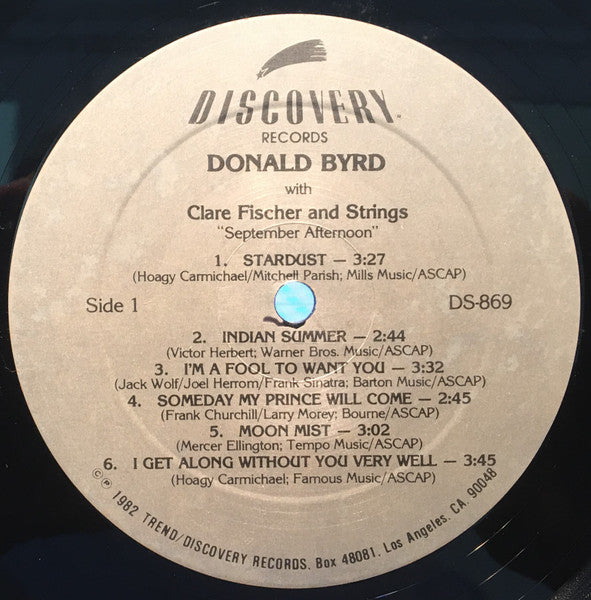 DISCOVERY
RECORDS
DONALD BYRD
with
Clare Fischer and Strings
"September Afternoon"
1. STARDUST — 3:27
(Hoagy Carmichael/Mitchell Parish; Mills Music/ASCAP)
Side 1
DS-869
2. INDIAN SUMMER — 2:44
(Victor Herbert; Warner Bros. Music/ASCAP)
3. I'M A FOOL TO WANT YOU — 3:32
(Jack Wolf/Joel Herrom/Frank Sinatra; Barton Music/ASCAP)
4. SOMEDAY MY PRINCE WILL COME — 2:45
(Frank Churchill/Larry Morey; Bourne/ASCAP)
5. MOON MIST — 3:02
(Mercer Ellington; Tempo Music/ASCAP)
6. I GET ALONG WITHOUT YOU VERY WELL — 3:45
(Hoagy Carmichael; Famous Music/ASCAP)
©℗ 1982 TREND/DISCOVERY RECORDS. Box 48081. Los Angeles. CA. 90048